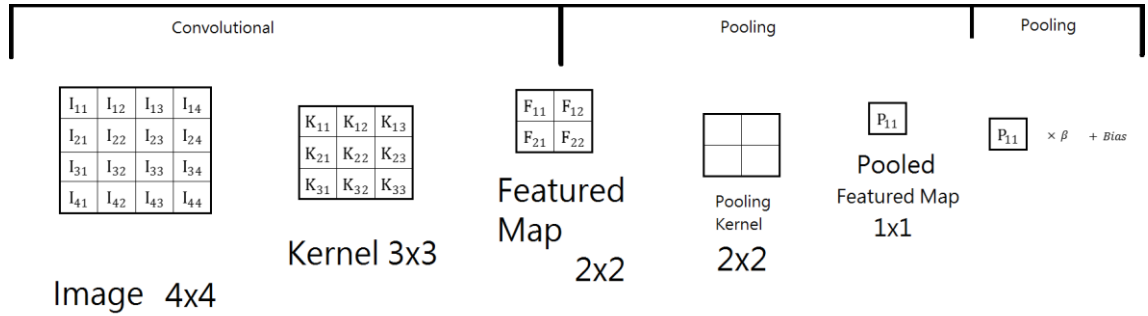 Convolutional
Pooling
Pooling
I₁₁ I₁₂ I₁₃ I₁₄
I₂₁ I₂₂ I₂₃ I₂₄
I₃₁ I₃₂ I₃₃ I₃₄
I₄₁ I₄₂ I₄₃ I₄₄
Image 4x4
K₁₁ K₁₂ K₁₃
K₂₁ K₂₂ K₂₃
K₃₁ K₃₂ K₃₃
Kernel 3x3
F₁₁ F₁₂
F₂₁ F₂₂
Featured
Map
2x2
Pooling
Kernel
2x2
P₁₁
Pooled
Featured Map
1x1
P₁₁ × β + Bias